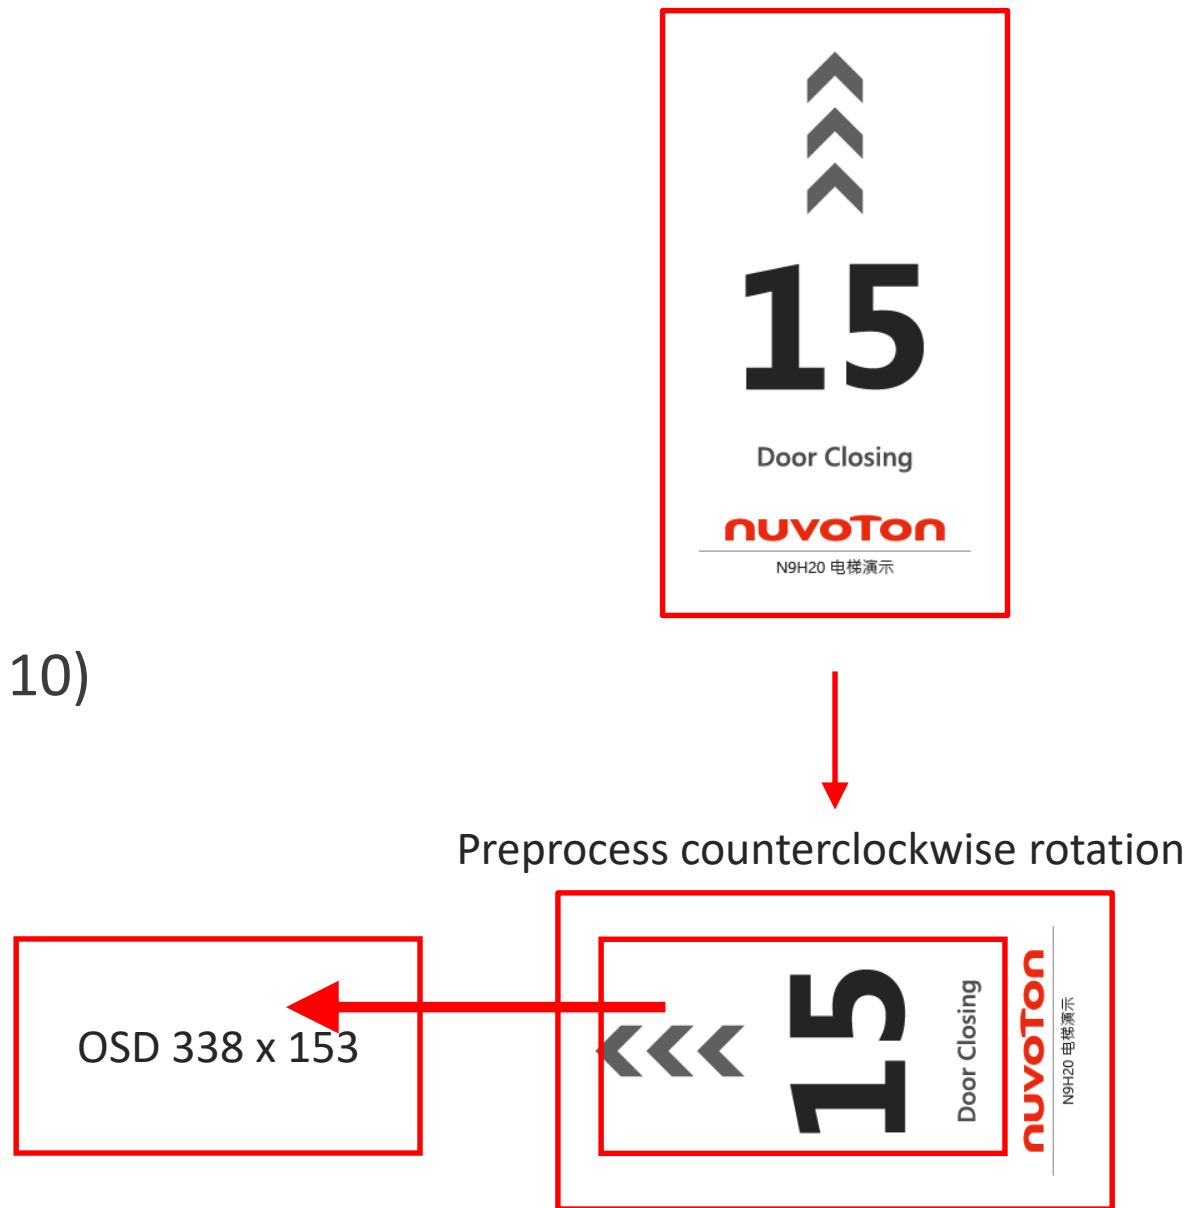 15
Door Closing
nuvoTon
N9H20 电梯演示
10)
Preprocess counterclockwise rotation
OSD 338 x 153
15
Door Closing
nuvoTon
N9H20 电梯演示